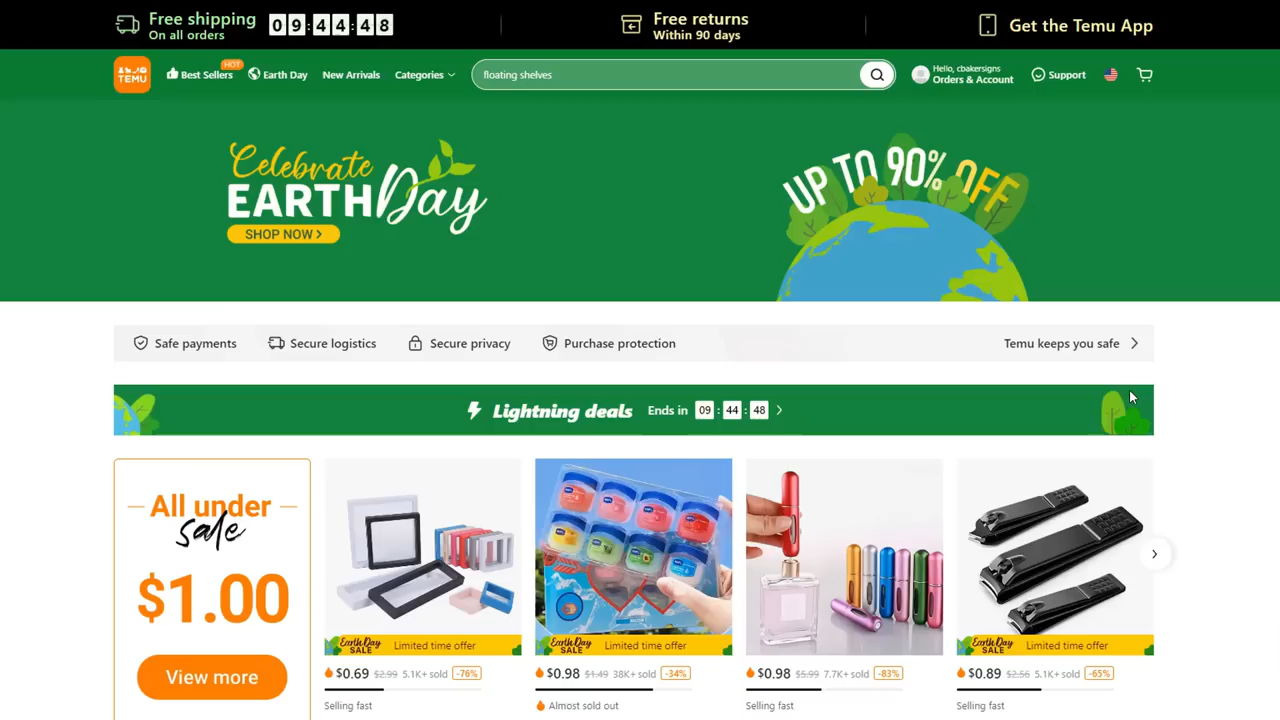 Free shipping
On all orders
09:44:48
Free returns
Within 90 days
Get the Temu App
TEMU
Best Sellers
HOT
Earth Day
New Arrivals
Categories
floating shelves
Hello, cbakersigns
Orders & Account
Support
Celebrate
EARTH Day
SHOP NOW >
UP TO 90% OFF
Safe payments
Secure logistics
Secure privacy
Purchase protection
Temu keeps you safe
Lightning deals
Ends in 09 : 44 : 48
All under
sale
$1.00
View more
Earth Day
SALE
Limited time offer
$0.69 $2.99 5.1K+ sold -76%
Selling fast
Earth Day
SALE
Limited time offer
$0.98 $1.49 38K+ sold -34%
Almost sold out
Earth Day
SALE
Limited time offer
$0.98 $5.99 7.7K+ sold -83%
Selling fast
Earth Day
SALE
Limited time offer
$0.89 $2.56 5.1K+ sold -65%
Selling fast